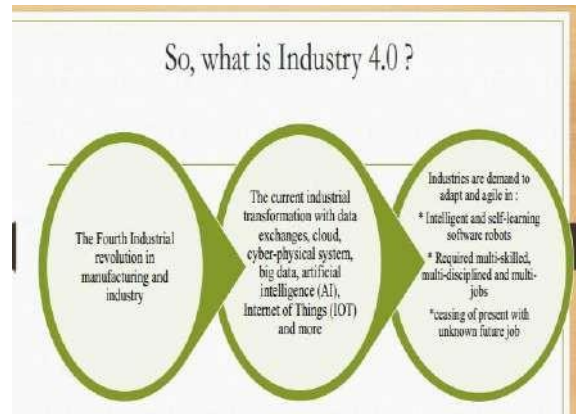 So, what is Industry 4.0 ?
The Fourth Industrial
revolution in
manufacturing and
industry
The current industrial
transformation with data
exchanges, cloud,
cyber-physical system,
big data, artificial
intelligence (AI),
Internet of Things (IOT)
and more
Industries are demand to
adapt and agile in :
* Intelligent and self-learning
software robots
* Required multi-skilled,
multi-disciplined and multi-
jobs
*ceasing of present with
unknown future job